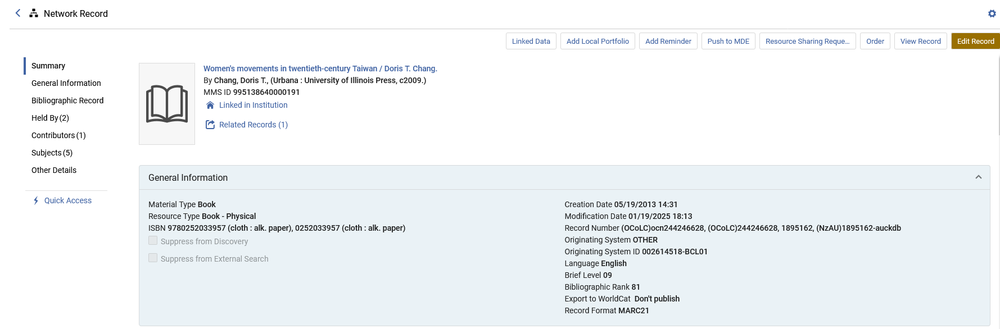 Network Record
Linked Data
Add Local Portfolio
Add Reminder
Push to MDE
Resource Sharing Reque...
Order
View Record
Edit Record
Summary
General Information
Bibliographic Record
Held By (2)
Contributors (1)
Subjects (5)
Other Details
Quick Access
Women's movements in twentieth-century Taiwan / Doris T. Chang.
By Chang, Doris T., (Urbana : University of Illinois Press, c2009.)
MMS ID 995138640000191
Linked in Institution
Related Records (1)
General Information
Material Type Book
Resource Type Book - Physical
ISBN 9780252033957 (cloth : alk. paper), 0252033957 (cloth : alk. paper)
Suppress from Discovery
Suppress from External Search
Creation Date 05/19/2013 14:31
Modification Date 01/19/2025 18:13
Record Number (OCoLC)ocn244246628, (OCoLC)244246628, 1895162, (NzAU)1895162-auckdb
Originating System OTHER
Originating System ID 002614518-BCL01
Language English
Brief Level 09
Bibliographic Rank 81
Export to WorldCat Don't publish
Record Format MARC21